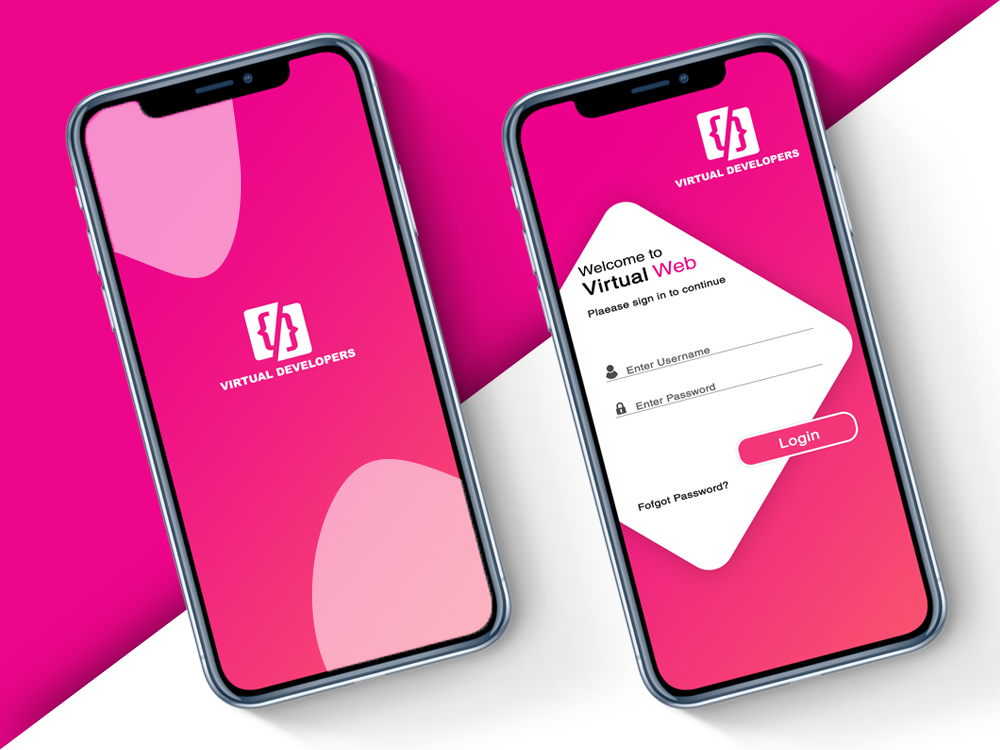 {/}
VIRTUAL DEVELOPERS
{/}
VIRTUAL DEVELOPERS
Welcome to
Virtual Web
Plaease sign in to continue
Enter Username
Enter Password
Login
Fofgot Password?